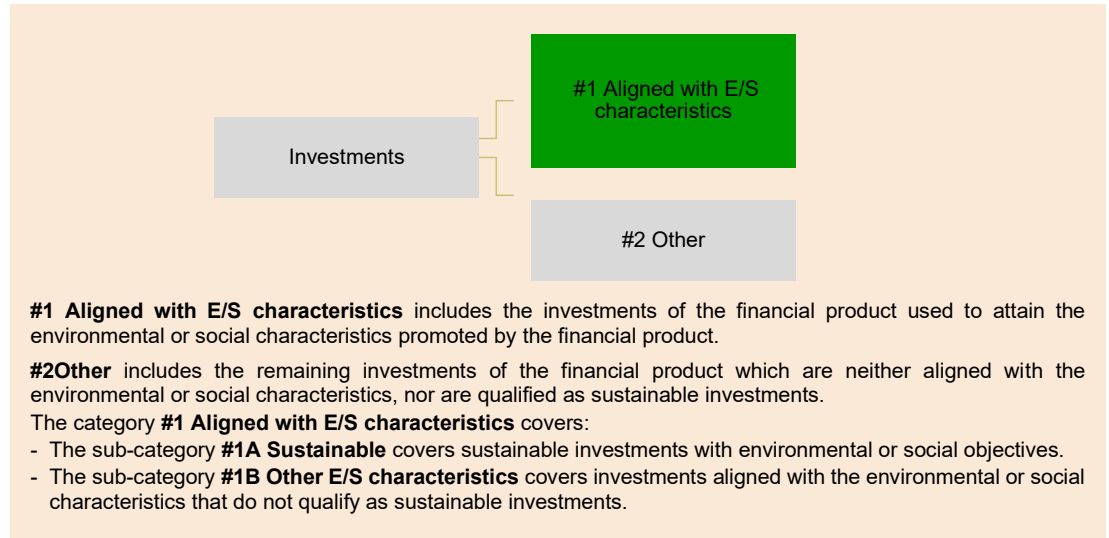 #1 Aligned with E/S
characteristics
Investments
#2 Other
#1 Aligned with E/S characteristics includes the investments of the financial product used to attain the
environmental or social characteristics promoted by the financial product.
#2Other includes the remaining investments of the financial product which are neither aligned with the
environmental or social characteristics, nor are qualified as sustainable investments.
The category #1 Aligned with E/S characteristics covers:
- The sub-category #1A Sustainable covers sustainable investments with environmental or social objectives.
- The sub-category #1B Other E/S characteristics covers investments aligned with the environmental or social
characteristics that do not qualify as sustainable investments.